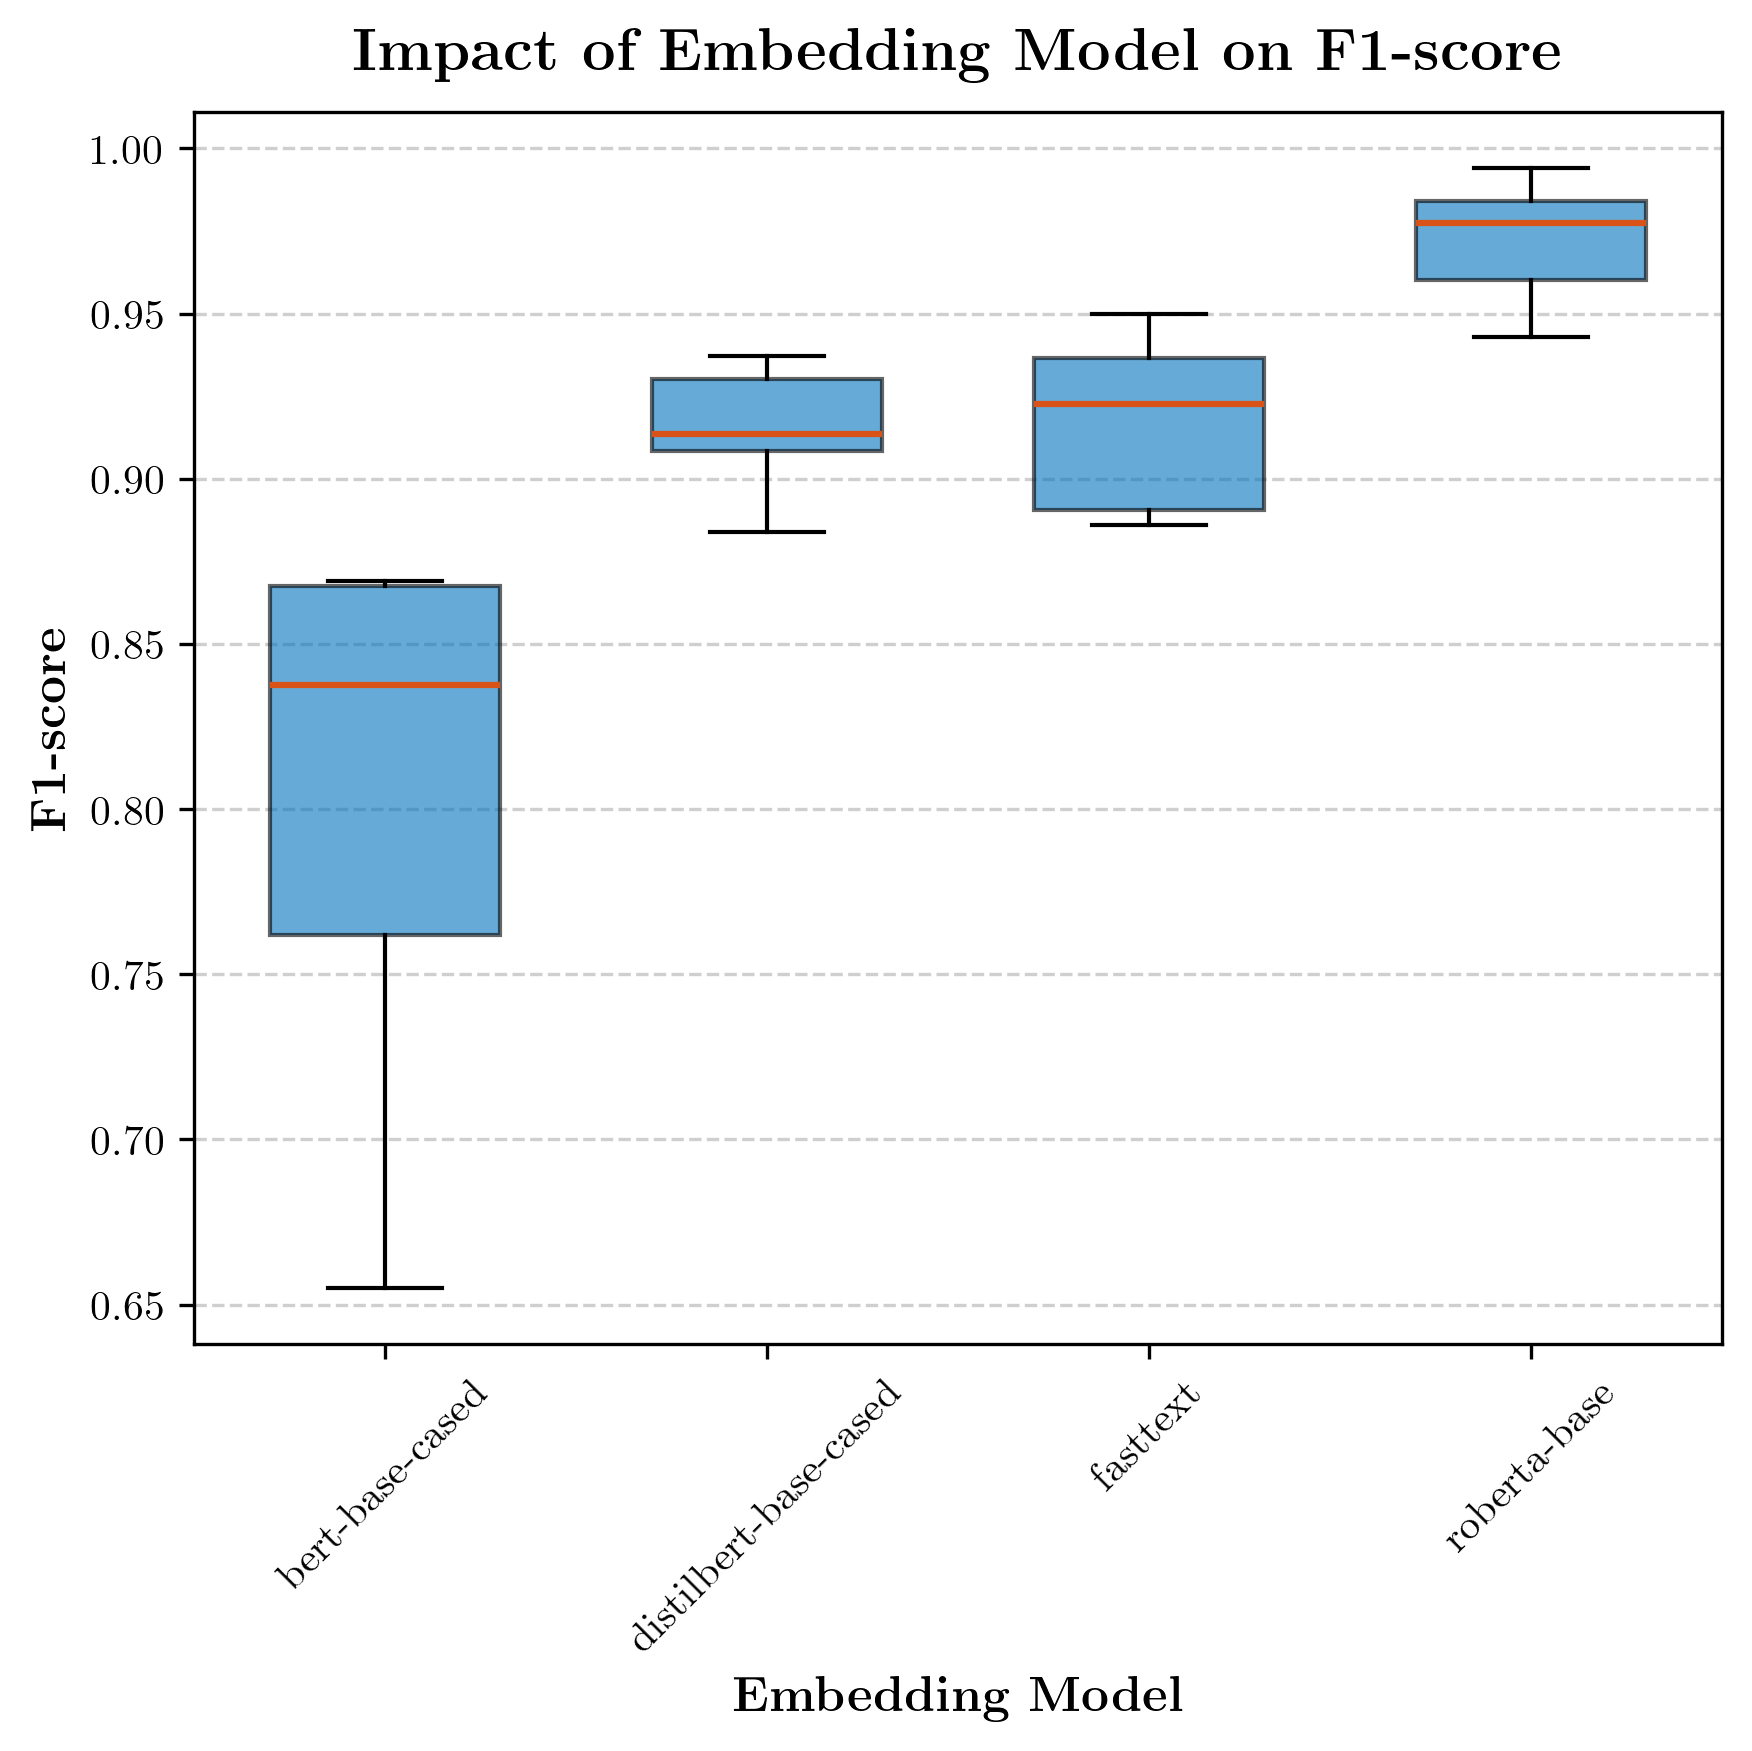 Impact of Embedding Model on F1-score
1.00
0.95
0.90
0.85
0.80
0.75
0.70
0.65
F1-score
bert-base-cased
distilbert-base-cased
fasttext
roberta-base
Embedding Model